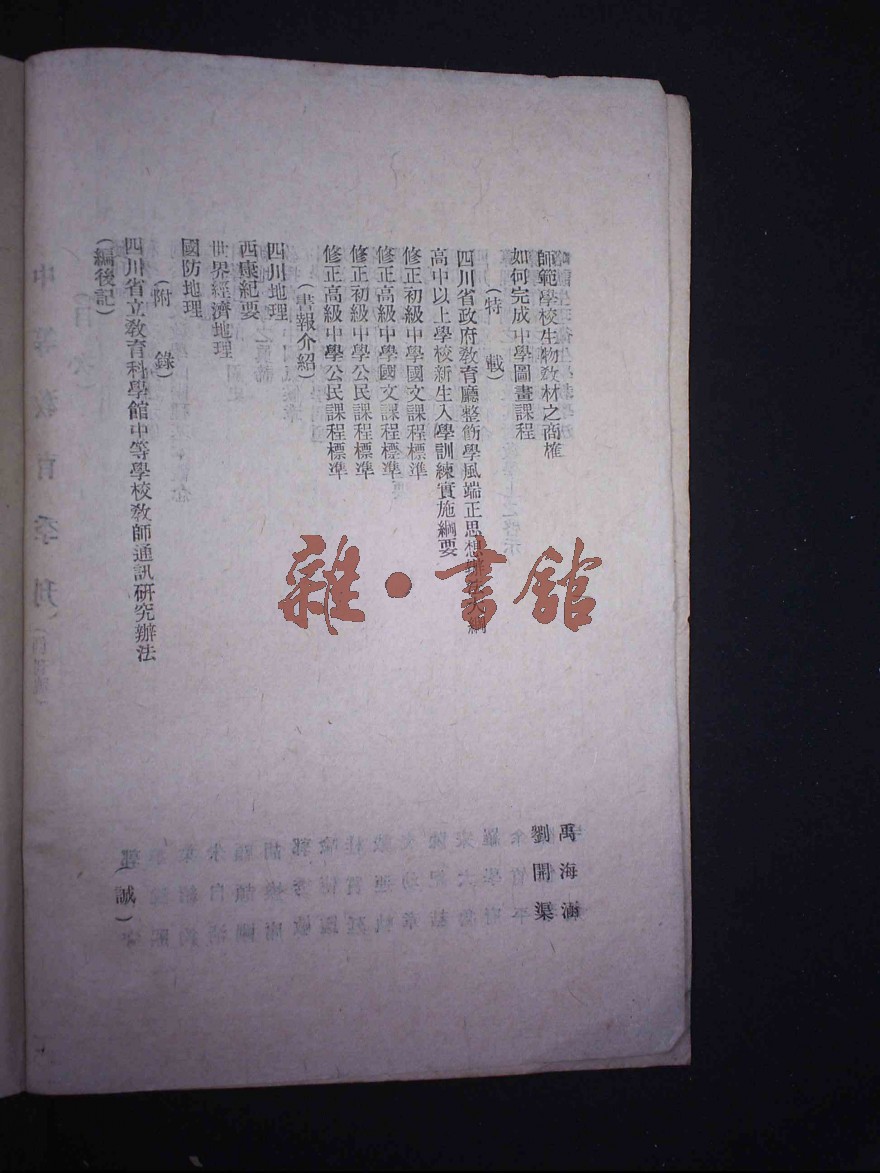 師範學校生物敎材之商榷
禹海涵
如何完成中學圖畫課程
劉開渠
(特載)
四川省政府敎育廳整飭學風端正思想大綱
高中以上學校新生入學訓練實施綱要
修正初級中學國文課程標準
修正高級中學國文課程標準
修正初級中學公民課程標準
修正高級中學公民課程標準
(書報介紹)
四川地理
西康紀要
世界經濟地理
國防地理
(附錄)
四川省立敎育科學館中等學校敎師通訊研究辦法
(編後記)
(誠)
雜·書舘